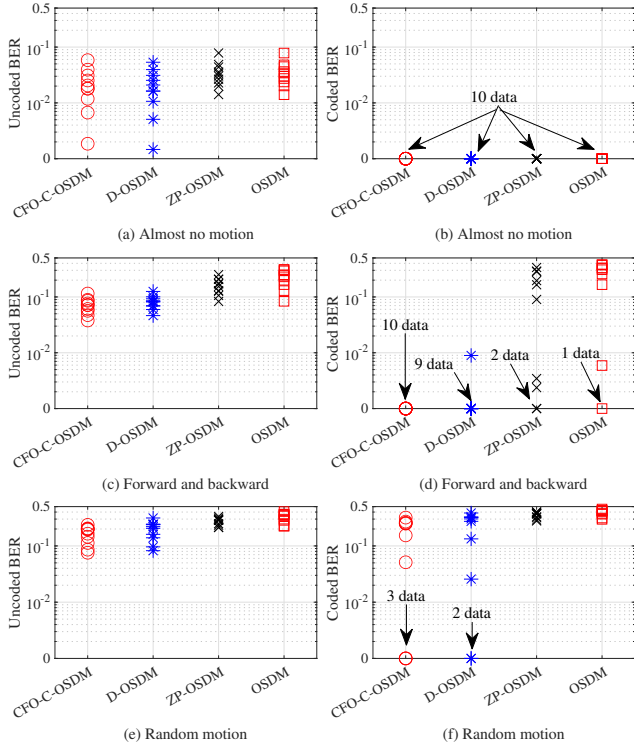 Uncoded BER
10^-1
10^-2
0
CFO-C-OSDM
D-OSDM
ZP-OSDM
OSDM
(a) Almost no motion
Coded BER
10^-1
10^-2
0
10 data
CFO-C-OSDM
D-OSDM
ZP-OSDM
OSDM
(b) Almost no motion
Uncoded BER
0.5
10^-1
10^-2
0
CFO-C-OSDM
D-OSDM
ZP-OSDM
OSDM
(c) Forward and backward
Coded BER
0.5
10^-1
10^-2
0
10 data
9 data
2 data
1 data
CFO-C-OSDM
D-OSDM
ZP-OSDM
OSDM
(d) Forward and backward
Uncoded BER
0.5
10^-1
10^-2
0
CFO-C-OSDM
D-OSDM
ZP-OSDM
OSDM
(e) Random motion
Coded BER
0.5
10^-1
10^-2
0
3 data
2 data
CFO-C-OSDM
D-OSDM
ZP-OSDM
OSDM
(f) Random motion